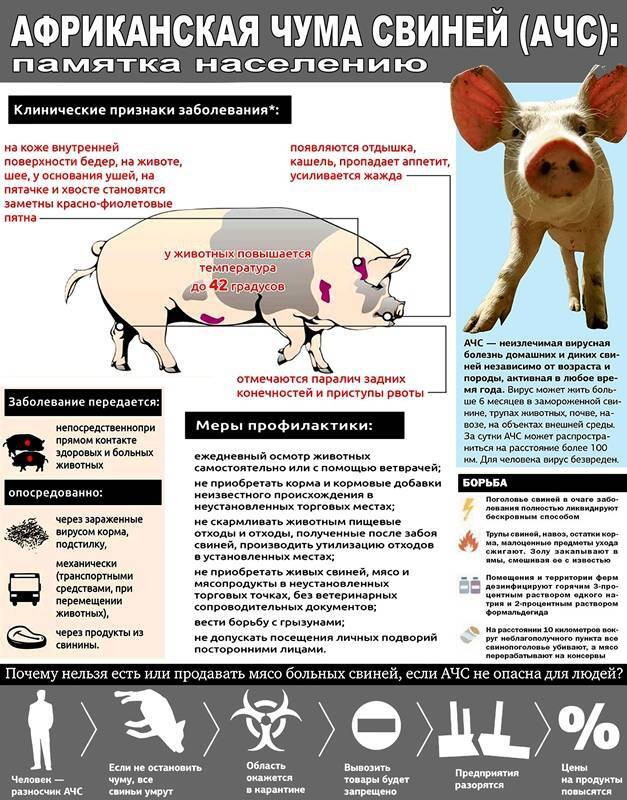 АФРИКАНСКАЯ ЧУМА СВИНЕЙ (АЧС):
памятка населению
Клинические признаки заболевания*:
на коже внутренней
поверхности бедер, на животе,
шее, у основания ушей, на
пятачке и хвосте становятся
заметны красно-фиолетовые
пятна
появляются отдышка,
кашель, пропадает аппетит,
усиливается жажда
у животных повышается
температура
до 42 градусов
отмечаются паралич задних
конечностей и приступы рвоты
АЧС — неизлечимая вирусная
болезнь домашних и диких сви-
ней независимо от возраста и
породы, активная в любое вре-
мя года. Вирус может жить боль-
ше 6 месяцев в замороженной сви-
нине, трупах животных, почве, на-
возе, на объектах внешней среды.
За сутки АЧС может распростра-
ниться на расстояние более 100
км. Для человека вирус безвреден.
Заболевание передается:
непосредственнопри
прямом контакте
здоровых и больных
животных
опосредованно:
через зараженные
вирусом корма,
подстилку,
механически
(транспортными
средствами, при
перемещении
животных),
через продукты из
свинины.
Меры профилактики:
ежедневный осмотр животных
самостоятельно или с помощью ветврачей;
не приобретать корма и кормовые добавки
неизвестного происхождения в
неустановленных торговых местах;
не скармливать животным пищевые
отходы и отходы, полученные после забоя
свиней, производить утилизацию отходов
в установленных местах;
не приобретать живых свиней, мясо и
мясопродукты в неустановленных
торговых точках, без ветеринарных
сопроводительных документов;
вести борьбу с грызунами;
не допускать посещения личных подворий
посторонними лицами.
БОРЬБА
Поголовье свиней в очаге забо-
левания полностью ликвидируют
бескровным способом
Трупы свиней, навоз, остатки кор-
ма, малоценные предметы ухода
сжигают. Золу закапывают в
ямы, смешивая ее с известью
Помещения и территории ферм
дезинфицируют горячим 3-про-
центным раствором едкого на-
трия и 2-процентным раствором
формальдегида
На расстоянии 10 километров вок-
руг неблагополучного пункта все
свинопоголовье убивают, а мясо
перерабатывают на консервы
Почему нельзя есть или продавать мясо больных свиней, если АЧС не опасна для людей?
%
Человек —
разносчик АЧС
Если не остановить
чуму, все
свиньи умрут
Область
окажется
в карантине
Вывозить
товары будет
запрещено
Предприятия
разорятся
Цены
на продукты
повысятся